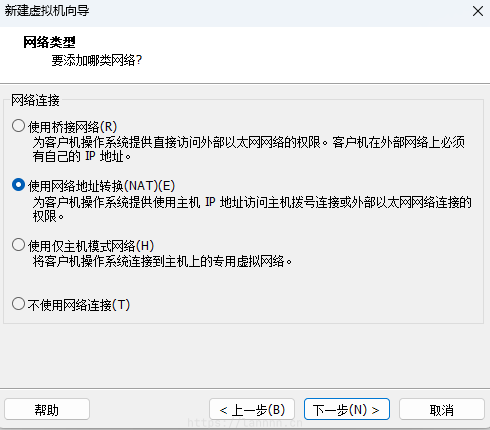 新建虚拟机向导
网络类型
要添加哪类网络?
网络连接
使用桥接网络(R)
为客户机操作系统提供直接访问外部以太网网络的权限。客户机在外部网络上必须
有自己的 IP 地址。
使用网络地址转换(NAT)(E)
为客户机操作系统提供使用主机 IP 地址访问主机拨号连接或外部以太网网络连接的
权限。
使用仅主机模式网络(H)
将客户机操作系统连接到主机上的专用虚拟网络。
不使用网络连接(T)
帮助
< 上一步(B)
下一步(N) >
取消